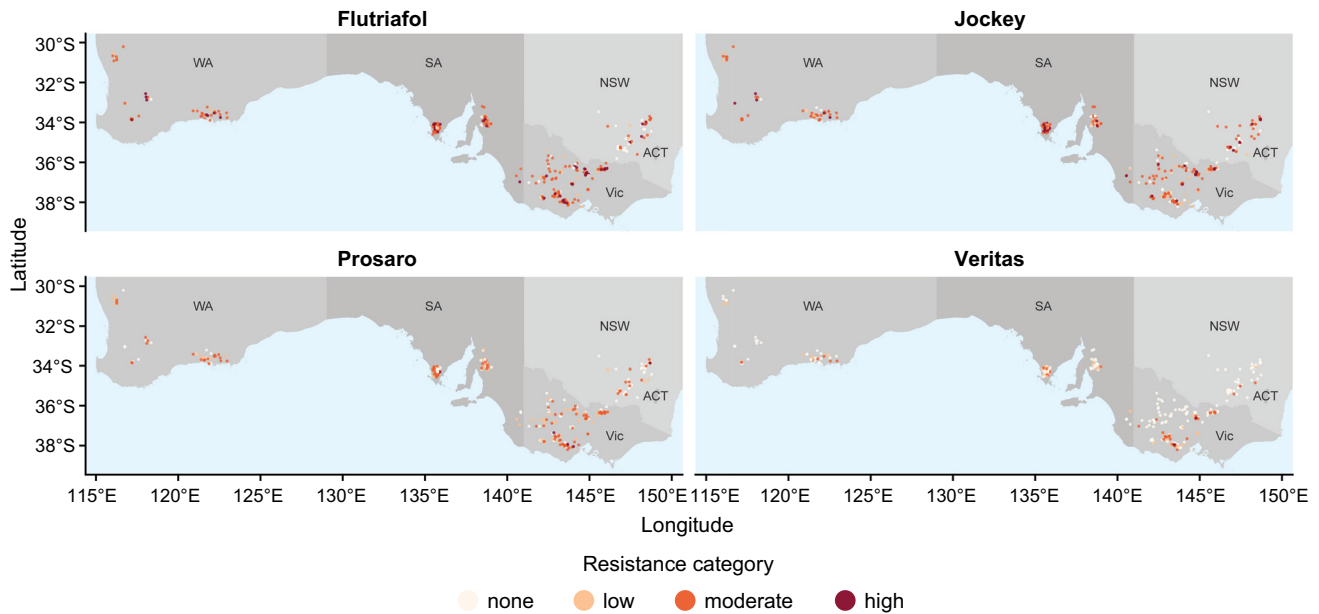 Flutriafol
Jockey
30°S
32°S
34°S
36°S
38°S
WA
SA
NSW
ACT
Vic
WA
SA
NSW
ACT
Vic
Latitude
Prosaro
Veritas
30°S
32°S
34°S
36°S
38°S
WA
SA
NSW
ACT
Vic
WA
SA
NSW
ACT
Vic
115°E 120°E 125°E 130°E 135°E 140°E 145°E 150°E
115°E 120°E 125°E 130°E 135°E 140°E 145°E 150°E
Longitude
Resistance category
none low moderate high